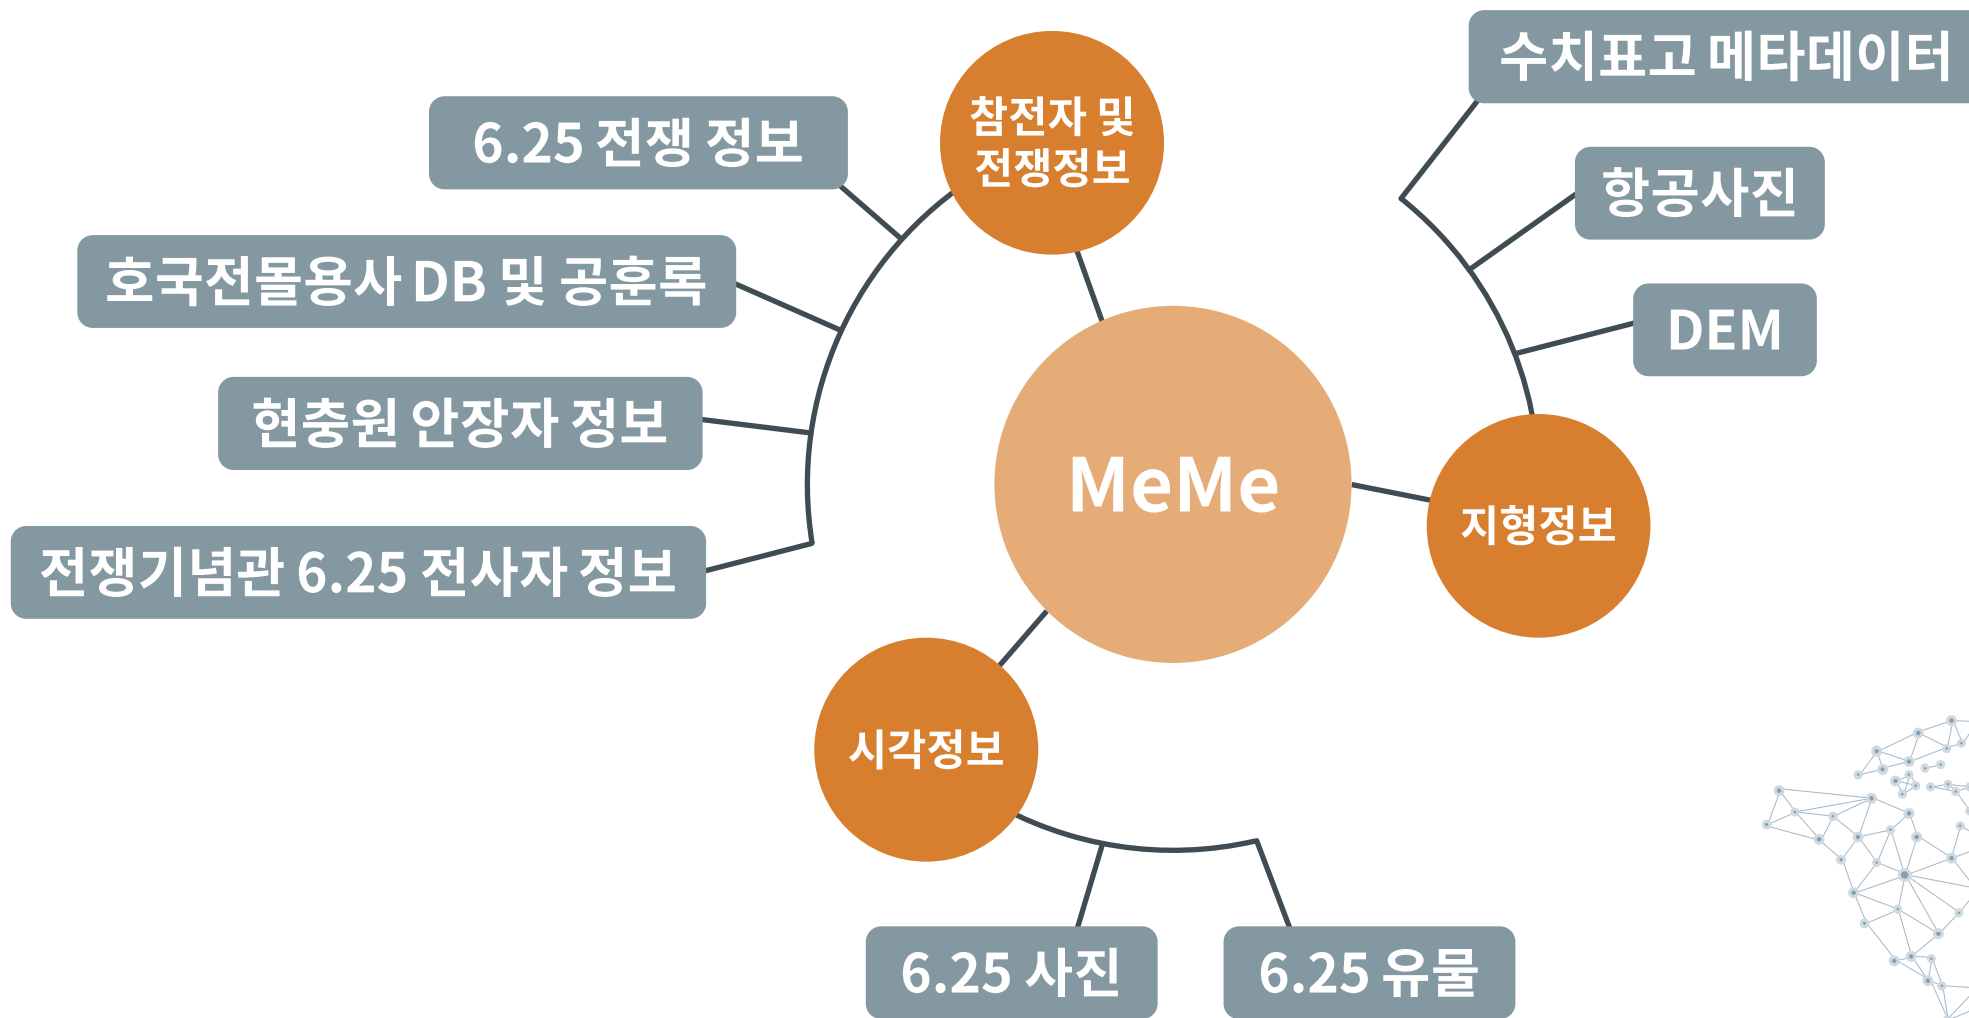 수치표고 메타데이터
참전자 및
전쟁정보
6.25 전쟁 정보
항공사진
호국전몰용사 DB 및 공훈록
DEM
현충원 안장자 정보
MeMe
지형정보
전쟁기념관 6.25 전사자 정보
시각정보
6.25 사진
6.25 유물